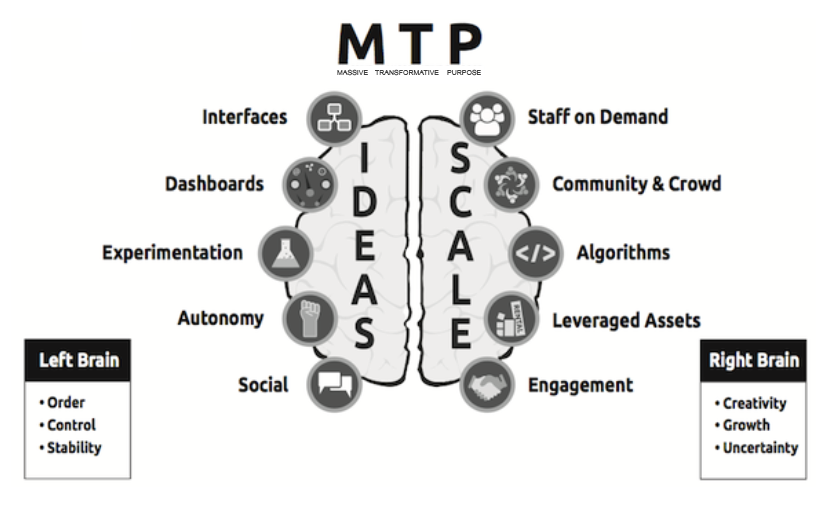 MTP
MASSIVE TRANSFORMATIVE PURPOSE
Interfaces
Dashboards
Experimentation
Autonomy
Social
IDEAS
SCALE
Staff on Demand
Community & Crowd
</>
Algorithms
RENTAL
Leveraged Assets
Engagement
Left Brain
• Order
• Control
• Stability
Right Brain
• Creativity
• Growth
• Uncertainty